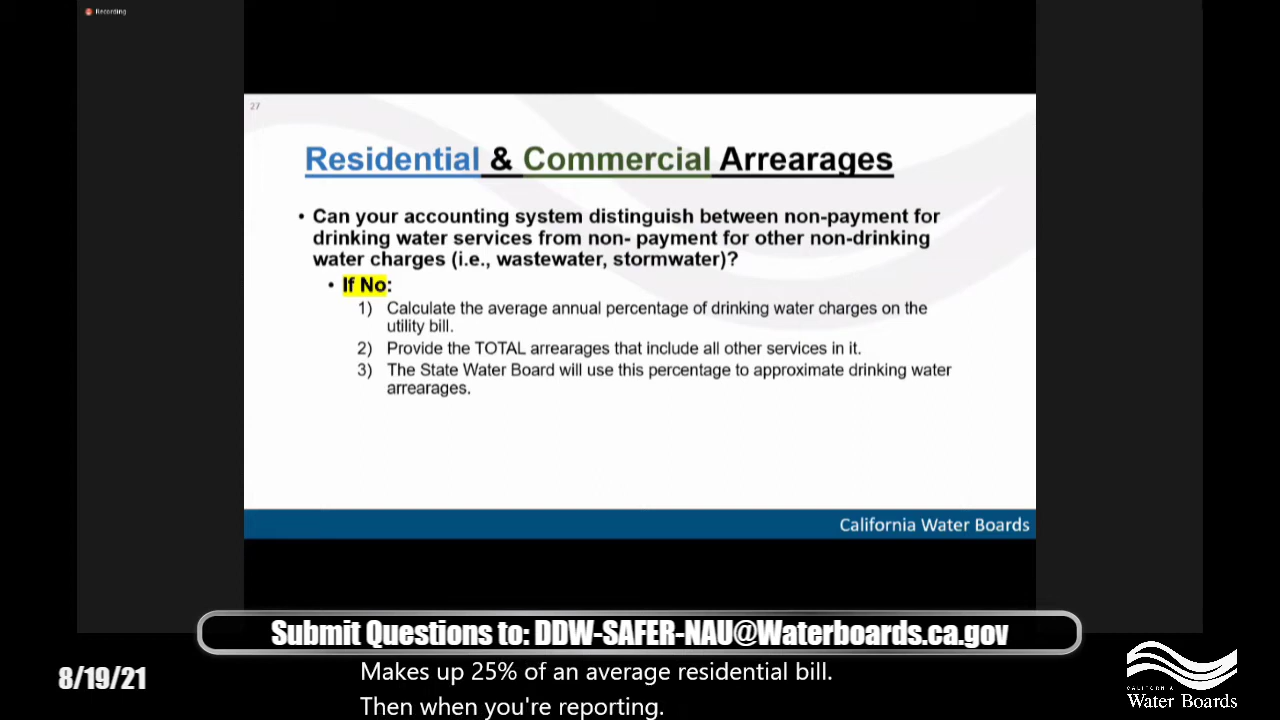 Recording
27
Residential & Commercial Arrearages
• Can your accounting system distinguish between non-payment for
drinking water services from non- payment for other non-drinking
water charges (i.e., wastewater, stormwater)?
• If No:
1) Calculate the average annual percentage of drinking water charges on the
utility bill.
2) Provide the TOTAL arrearages that include all other services in it.
3) The State Water Board will use this percentage to approximate drinking water
arrearages.
California Water Boards
Submit Questions to: DDW-SAFER-NAU@Waterboards.ca.gov
8/19/21
Makes up 25% of an average residential bill.
Then when you're reporting.
CALIFORNIA
Water Boards